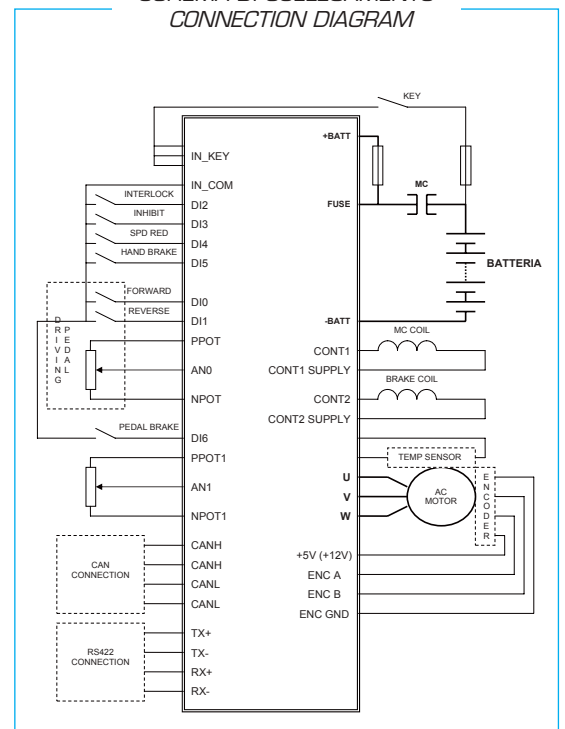 CONNECTION DIAGRAM
KEY
+BATT
IN_KEY
MC
IN_COM
INTERLOCK
DI2
FUSE
INHIBIT
DI3
SPD RED
DI4
HAND BRAKE
DI5
BATTERIA
FORWARD
DI0
REVERSE
DI1
-BATT
DRIVING
PEDAL
MC COIL
PPOT
CONT1
AN0
CONT1 SUPPLY
BRAKE COIL
NPOT
CONT2
CONT2 SUPPLY
PEDAL BRAKE
DI6
PPOT1
TEMP SENSOR
U
AN1
V
AC
MOTOR
ENCODER
NPOT1
W
CANH
+5V (+12V)
CAN
CONNECTION
CANH
ENC A
CANL
ENC B
CANL
ENC GND
TX+
RS422
CONNECTION
TX-
RX+
RX-